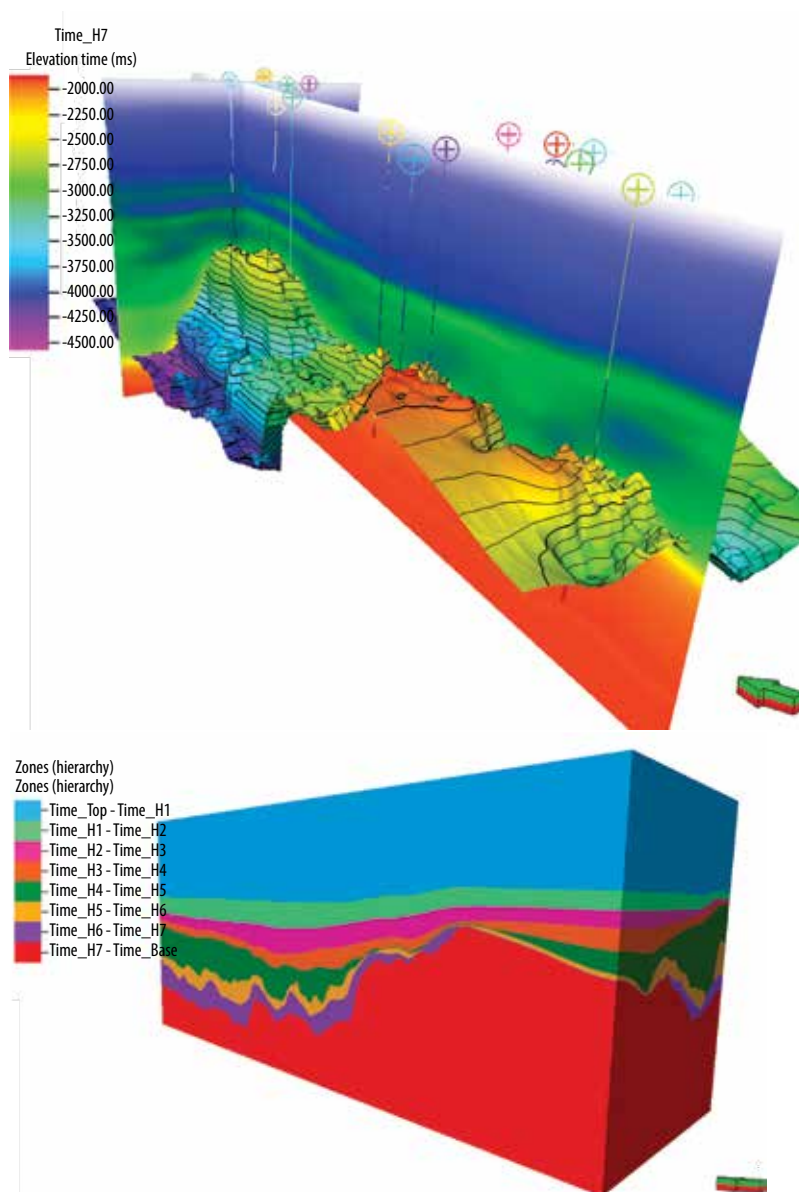 Time_H7
Elevation time (ms)
-2000.00
-2250.00
-2500.00
-2750.00
-3000.00
-3250.00
-3500.00
-3750.00
-4000.00
-4250.00
-4500.00
Zones (hierarchy)
Zones (hierarchy)
Time_Top - Time_H1
Time_H1 - Time_H2
Time_H2 - Time_H3
Time_H3 - Time_H4
Time_H4 - Time_H5
Time_H5 - Time_H6
Time_H6 - Time_H7
Time_H7 - Time_Base